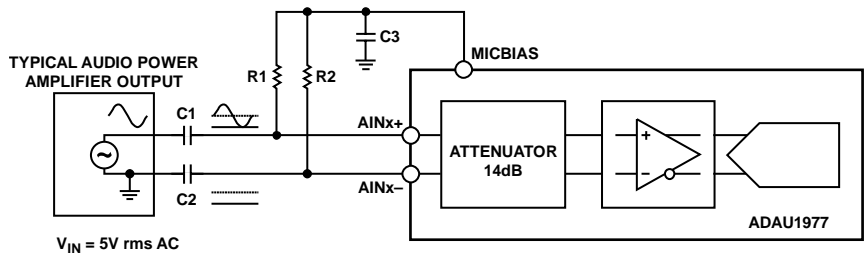 C3
MICBIAS
TYPICAL AUDIO POWER
AMPLIFIER OUTPUT
R1
R2
C1
AINx+
ATTENUATOR
14dB
+
–
~
AINx–
C2
ADAU1977
VIN = 5V rms AC